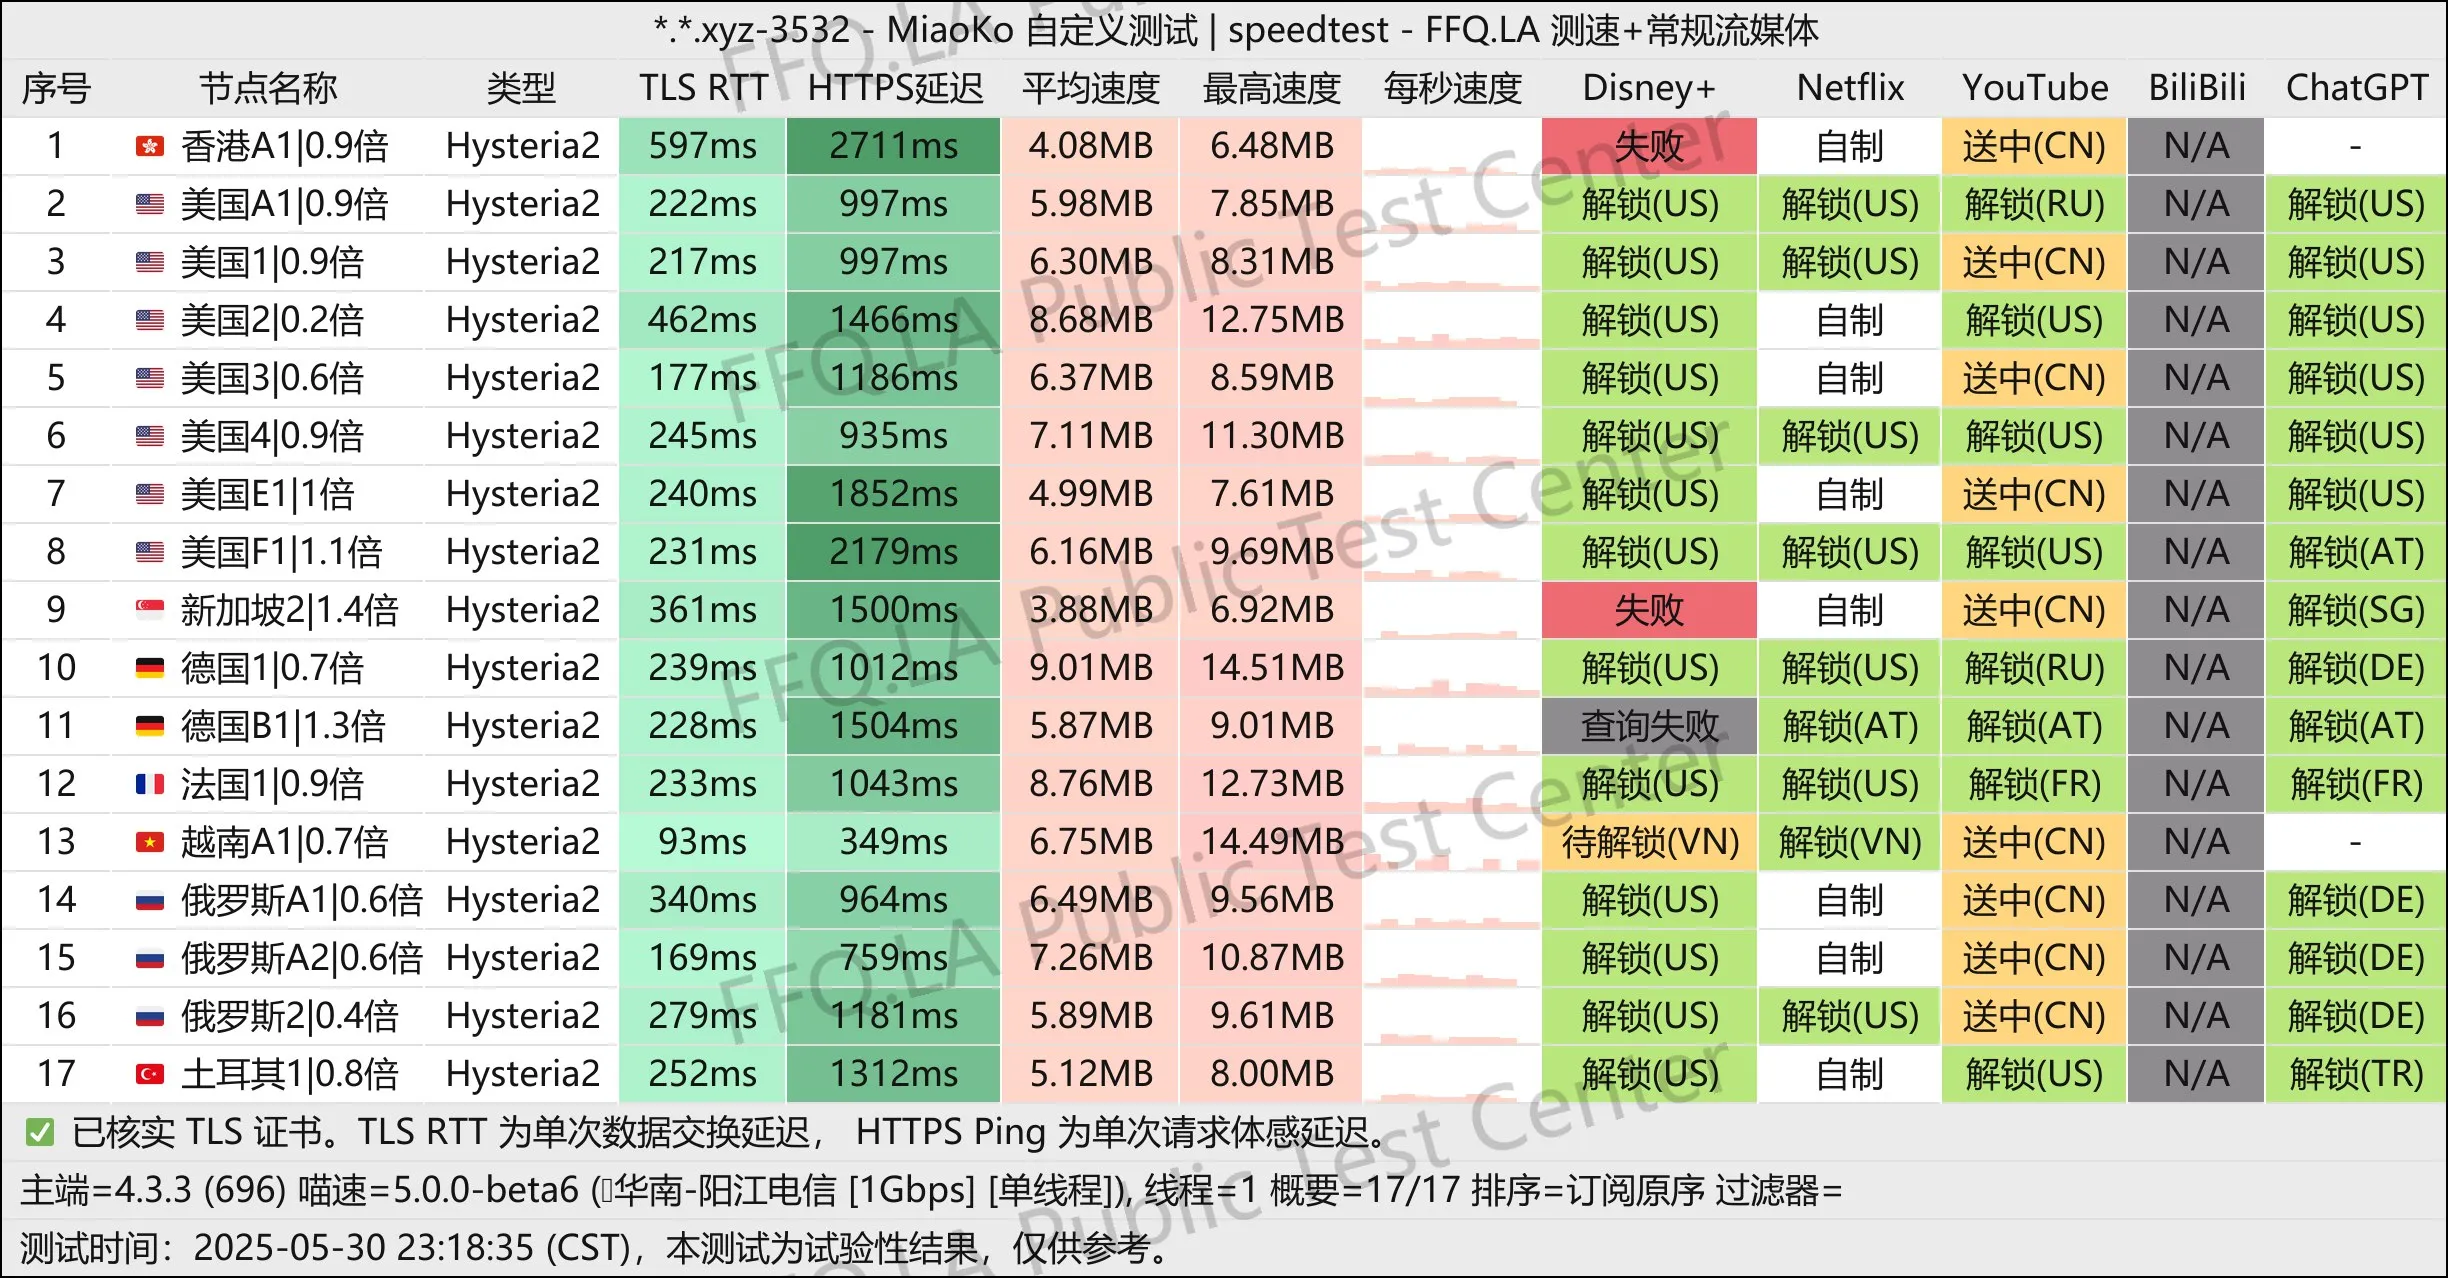 *.*.xyz-3532 - MiaoKo 自定义测试 | speedtest - FFQ.LA 测速+常规流媒体
序号 节点名称 类型 TLS RTT HTTPS延迟 平均速度 最高速度 每秒速度 Disney+ Netflix YouTube BiliBili ChatGPT
1 香港A1|0.9倍 Hysteria2 597ms 2711ms 4.08MB 6.48MB 失败 自制 送中(CN) N/A -
2 美国A1|0.9倍 Hysteria2 222ms 997ms 5.98MB 7.85MB 解锁(US) 解锁(US) 解锁(RU) N/A 解锁(US)
3 美国1|0.9倍 Hysteria2 217ms 997ms 6.30MB 8.31MB 解锁(US) 解锁(US) 送中(CN) N/A 解锁(US)
4 美国2|0.2倍 Hysteria2 462ms 1466ms 8.68MB 12.75MB 解锁(US) 自制 解锁(US) N/A 解锁(US)
5 美国3|0.6倍 Hysteria2 177ms 1186ms 6.37MB 8.59MB 解锁(US) 自制 送中(CN) N/A 解锁(US)
6 美国4|0.9倍 Hysteria2 245ms 935ms 7.11MB 11.30MB 解锁(US) 解锁(US) 解锁(US) N/A 解锁(US)
7 美国E1|1倍 Hysteria2 240ms 1852ms 4.99MB 7.61MB 解锁(US) 自制 送中(CN) N/A 解锁(US)
8 美国F1|1.1倍 Hysteria2 231ms 2179ms 6.16MB 9.69MB 解锁(US) 解锁(US) 解锁(US) N/A 解锁(AT)
9 新加坡2|1.4倍 Hysteria2 361ms 1500ms 3.88MB 6.92MB 失败 自制 送中(CN) N/A 解锁(SG)
10 德国1|0.7倍 Hysteria2 239ms 1012ms 9.01MB 14.51MB 解锁(US) 解锁(US) 解锁(RU) N/A 解锁(DE)
11 德国B1|1.3倍 Hysteria2 228ms 1504ms 5.87MB 9.01MB 查询失败 解锁(AT) 解锁(AT) N/A 解锁(AT)
12 法国1|0.9倍 Hysteria2 233ms 1043ms 8.76MB 12.73MB 解锁(US) 解锁(US) 解锁(FR) N/A 解锁(FR)
13 越南A1|0.7倍 Hysteria2 93ms 349ms 6.75MB 14.49MB 待解锁(VN) 解锁(VN) 送中(CN) N/A -
14 俄罗斯A1|0.6倍 Hysteria2 340ms 964ms 6.49MB 9.56MB 解锁(US) 自制 送中(CN) N/A 解锁(DE)
15 俄罗斯A2|0.6倍 Hysteria2 169ms 759ms 7.26MB 10.87MB 解锁(US) 自制 送中(CN) N/A 解锁(DE)
16 俄罗斯2|0.4倍 Hysteria2 279ms 1181ms 5.89MB 9.61MB 解锁(US) 解锁(US) 送中(CN) N/A 解锁(DE)
17 土耳其1|0.8倍 Hysteria2 252ms 1312ms 5.12MB 8.00MB 解锁(US) 自制 解锁(US) N/A 解锁(TR)
✅ 已核实 TLS 证书。TLS RTT 为单次数据交换延迟， HTTPS Ping 为单次请求体感延迟。
主端=4.3.3 (696) 喵速=5.0.0-beta6 (华南-阳江电信 [1Gbps] [单线程]), 线程=1 概要=17/17 排序=订阅原序 过滤器=
测试时间：2025-05-30 23:18:35 (CST)，本测试为试验性结果，仅供参考。
FFQ.LA Public Test Center
FFQ.LA Public Test Center
FFQ.LA Public Test Center
FFQ.LA Public Test Center